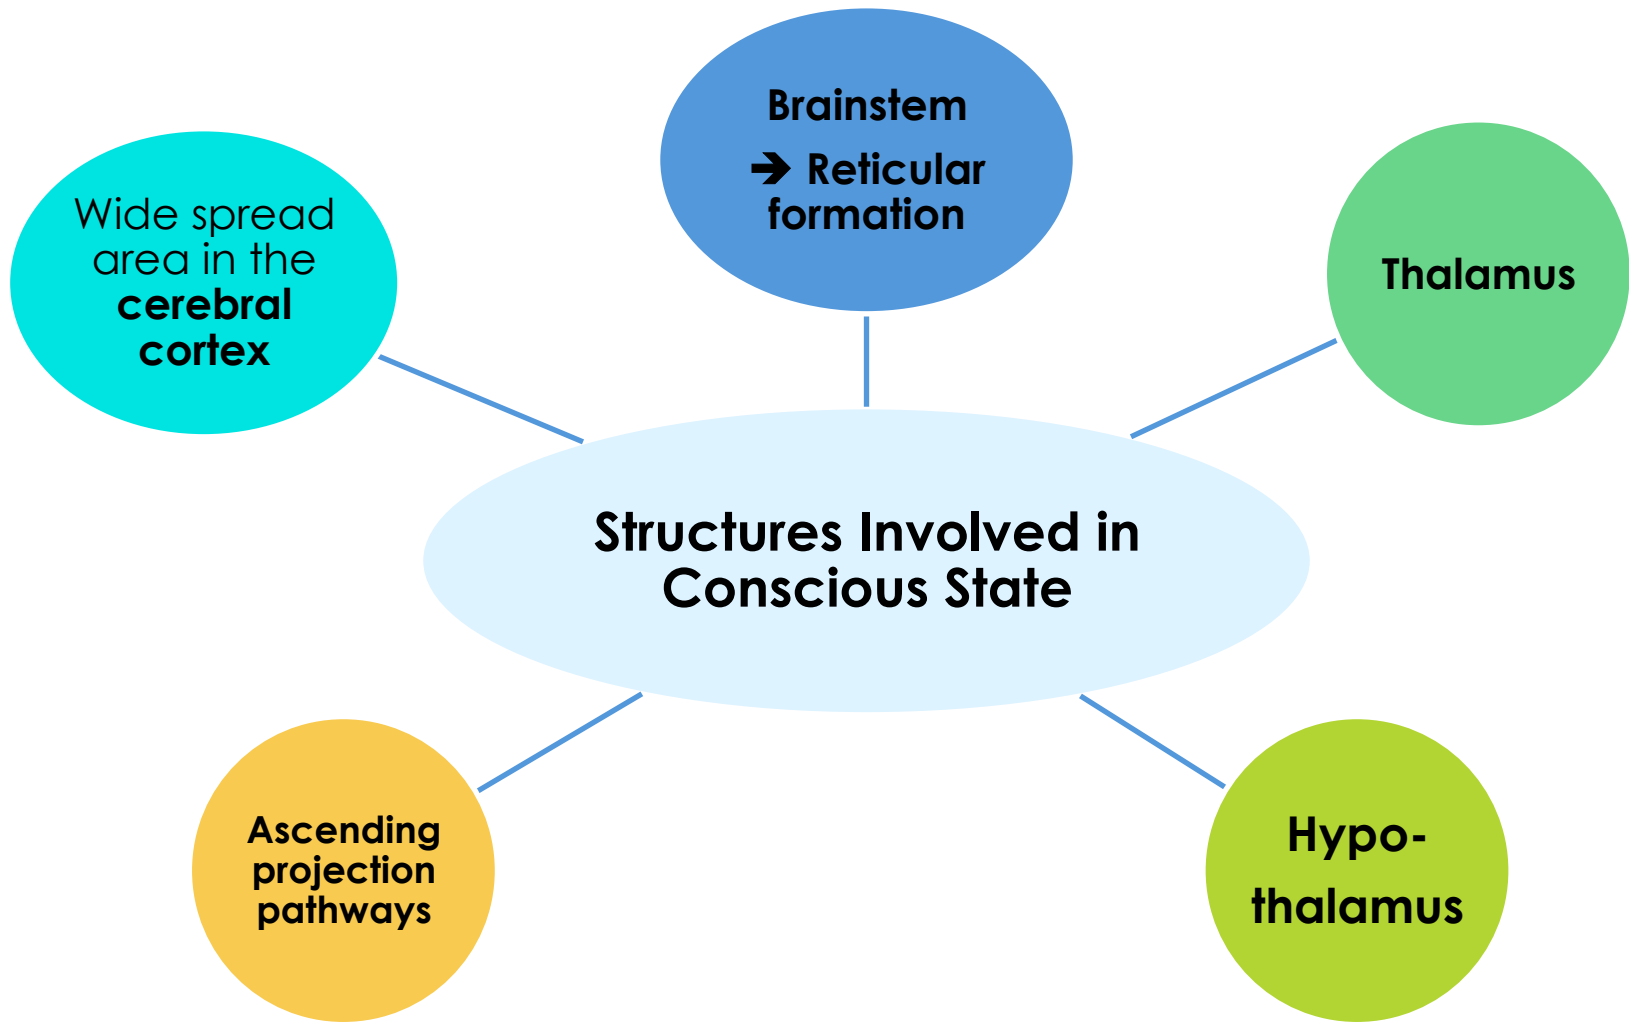 Brainstem
➔ Reticular
formation
Wide spread
area in the
cerebral
cortex
Thalamus
Structures Involved in
Conscious State
Ascending
projection
pathways
Hypo-
thalamus